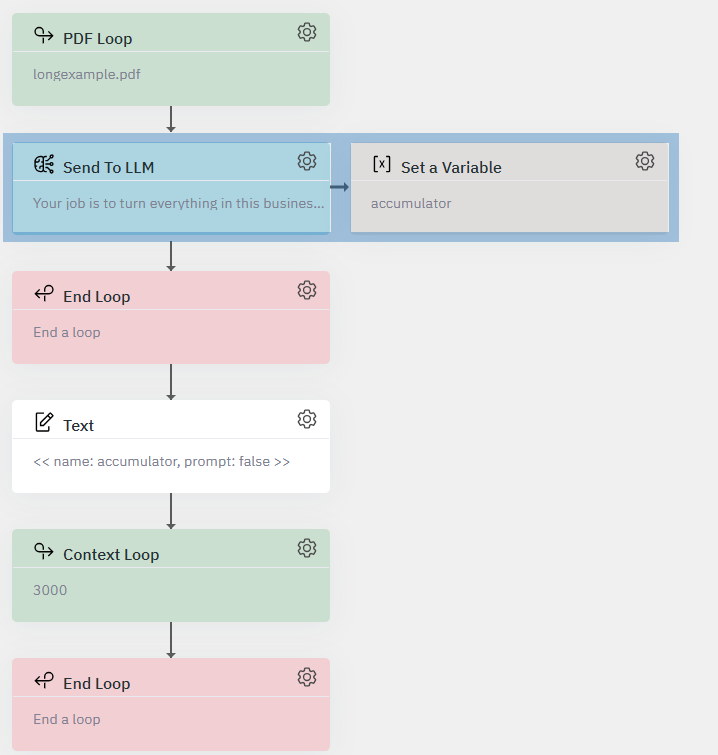 PDF Loop
longexample.pdf
Send To LLM
Your job is to turn everything in this busines...
Set a Variable
accumulator
End Loop
End a loop
Text
<< name: accumulator, prompt: false >>
Context Loop
3000
End Loop
End a loop